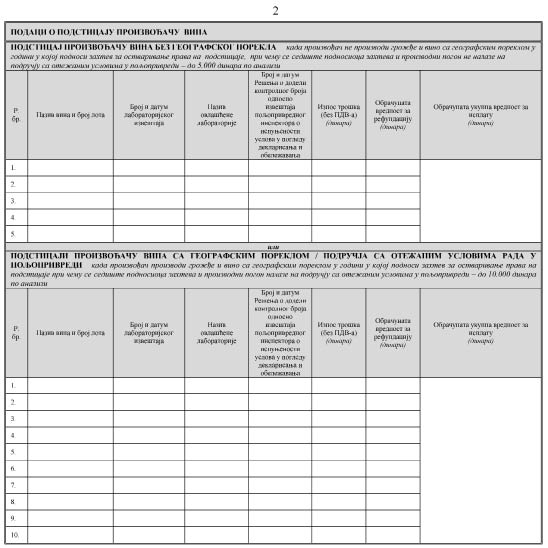 2
ПОДАЦИ О ПОДСТИЦАЈУ ПРОИЗВОЂАЧУ ВИНА
ПОДСТИЦАЈ ПРОИЗВОЂАЧУ ВИНА БЕЗ ГЕОГРАФСКОГ ПОРЕКЛА када произвођач не производи грожђе и вино са географским пореклом у
години у којој подноси захтев за остваривање права на подстицаје, при чему се седиште подносиоца захтева и производни погон не налазе на
подручју са отежаним условима у пољопривреди – до 5.000 динара по анализи
Р.
бр.
Назив вина и број лота
Број и датум
лабораторијског
извештаја
Назив
овлашћене
лабораторије
Број и датум
Решења о додели
контролног броја
односно
извештаја
пољопривредног
инспектора о
испуњености
услова у погледу
декларисања и
обележавања
Износ трошка
(без ПДВ-а)
(динара)
Обрачуната
вредност за
рефундацију
(динара)
Обрачуната укупна вредност за
исплату
(динара)
1.
2.
3.
4.
5.
или
ПОДСТИЦАЈИ ПРОИЗВОЂАЧУ ВИНА СА ГЕОГРАФСКИМ ПОРЕКЛОМ / ПОДРУЧЈА СА ОТЕЖАНИМ УСЛОВИМА РАДА У
ПОЉОПРИВРЕДИ када произвођач производи грожђе и вино са географским пореклом у години у којој подноси захтев за остваривање права на
подстицаје при чему се седиште подносиоца захтева и производни погон налазе на подручју са отежаним условима у пољопривреди – до 10.000 динара
по анализи
Р.
бр.
Назив вина и број лота
Број и датум
лабораторијског
извештаја
Назив
овлашћене
лабораторије
Број и датум
Решења о додели
контролног броја
односно
извештаја
пољопривредног
инспектора о
испуњености
услова у погледу
декларисања и
обележавања
Износ трошка
(без ПДВ-а)
(динара)
Обрачуната
вредност за
рефундацију
(динара)
Обрачуната укупна вредност за
исплату
(динара)
1.
2.
3.
4.
5.
6.
7.
8.
9.
10.